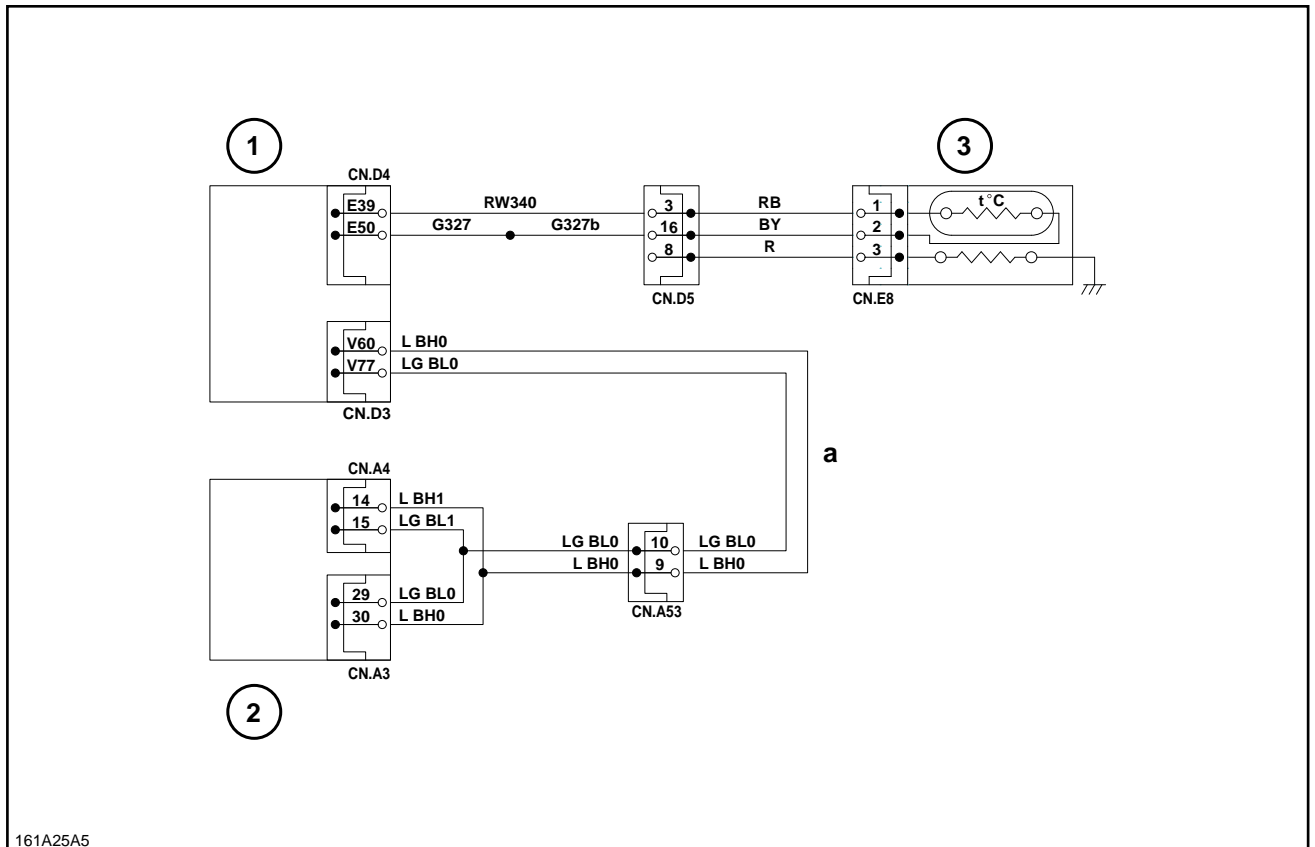 1
3
CN.D4
E39
E50
RW340
G327
G327b
3
16
8
CN.D5
RB
BY
R
1
2
3
CN.E8
t°C
V60
V77
L BH0
LG BL0
CN.D3
a
CN.A4
14
15
L BH1
LG BL1
29
30
LG BL0
L BH0
CN.A3
LG BL0
L BH0
10
9
LG BL0
L BH0
CN.A53
2
161A25A5